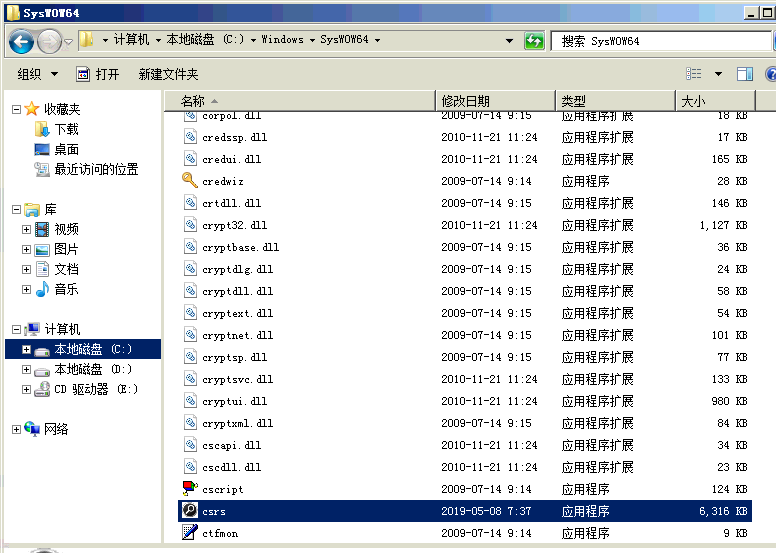 SysWOW64
计算机 本地磁盘 (C:) Windows SysWOW64
搜索 SysWOW64
组织 打开 新建文件夹
名称 修改日期 类型 大小
收藏夹
下载
桌面
最近访问的位置
库
视频
图片
文档
音乐
计算机
本地磁盘 (C:)
本地磁盘 (D:)
CD 驱动器 (E:)
网络
corpol.dll 2009-07-14 9:15 应用程序扩展 18 KB
credssp.dll 2010-11-21 11:24 应用程序扩展 17 KB
credui.dll 2010-11-21 11:24 应用程序扩展 165 KB
credwiz 2009-07-14 9:14 应用程序 28 KB
crtdll.dll 2009-07-14 9:15 应用程序扩展 146 KB
crypt32.dll 2010-11-21 11:24 应用程序扩展 1,127 KB
cryptbase.dll 2009-07-14 9:15 应用程序扩展 36 KB
cryptdlg.dll 2009-07-14 9:15 应用程序扩展 24 KB
cryptdll.dll 2009-07-14 9:15 应用程序扩展 58 KB
cryptext.dll 2009-07-14 9:15 应用程序扩展 54 KB
cryptnet.dll 2009-07-14 9:15 应用程序扩展 101 KB
cryptsp.dll 2009-07-14 9:15 应用程序扩展 77 KB
cryptsvc.dll 2010-11-21 11:24 应用程序扩展 133 KB
cryptui.dll 2010-11-21 11:24 应用程序扩展 980 KB
cryptxml.dll 2009-07-14 9:15 应用程序扩展 84 KB
cscapi.dll 2010-11-21 11:24 应用程序扩展 34 KB
cscdll.dll 2010-11-21 11:24 应用程序扩展 23 KB
cscript 2009-07-14 9:14 应用程序 124 KB
csrs 2019-05-08 7:37 应用程序 6,316 KB
ctfmon 2009-07-14 9:14 应用程序 9 KB